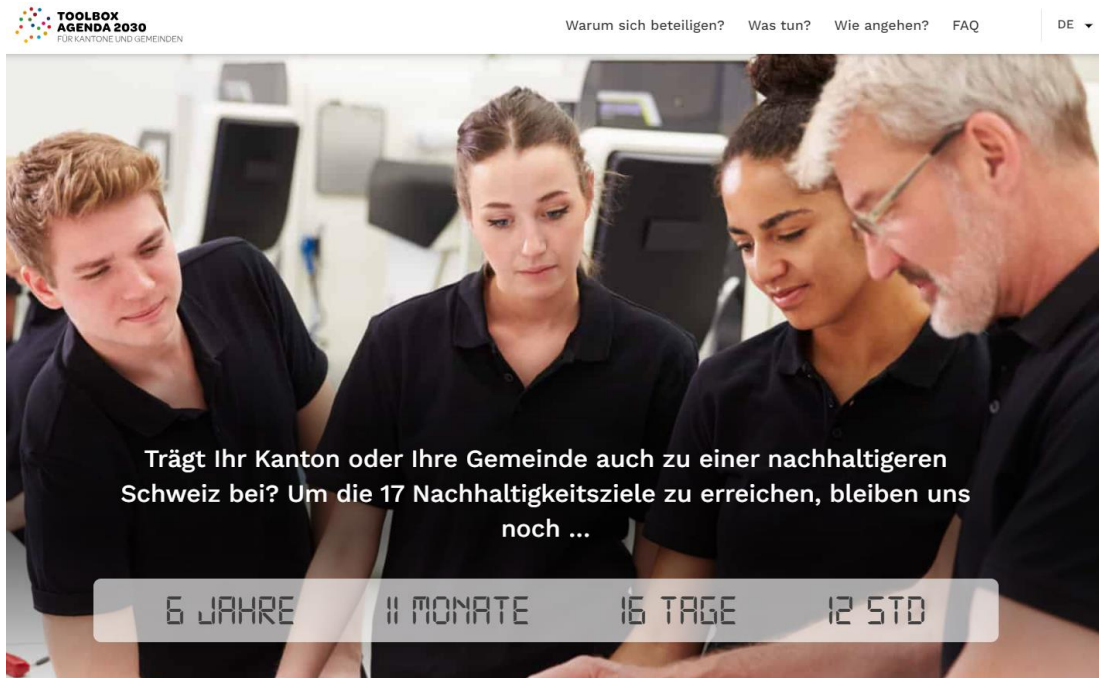 TOOLBOX
AGENDA 2030
FÜR KANTONE UND GEMEINDEN
Warum sich beteiligen? Was tun? Wie angehen? FAQ DE
Trägt Ihr Kanton oder Ihre Gemeinde auch zu einer nachhaltigeren
Schweiz bei? Um die 17 Nachhaltigkeitsziele zu erreichen, bleiben uns
noch ...
6 JAHRE 11 MONATE 16 TAGE 12 STD